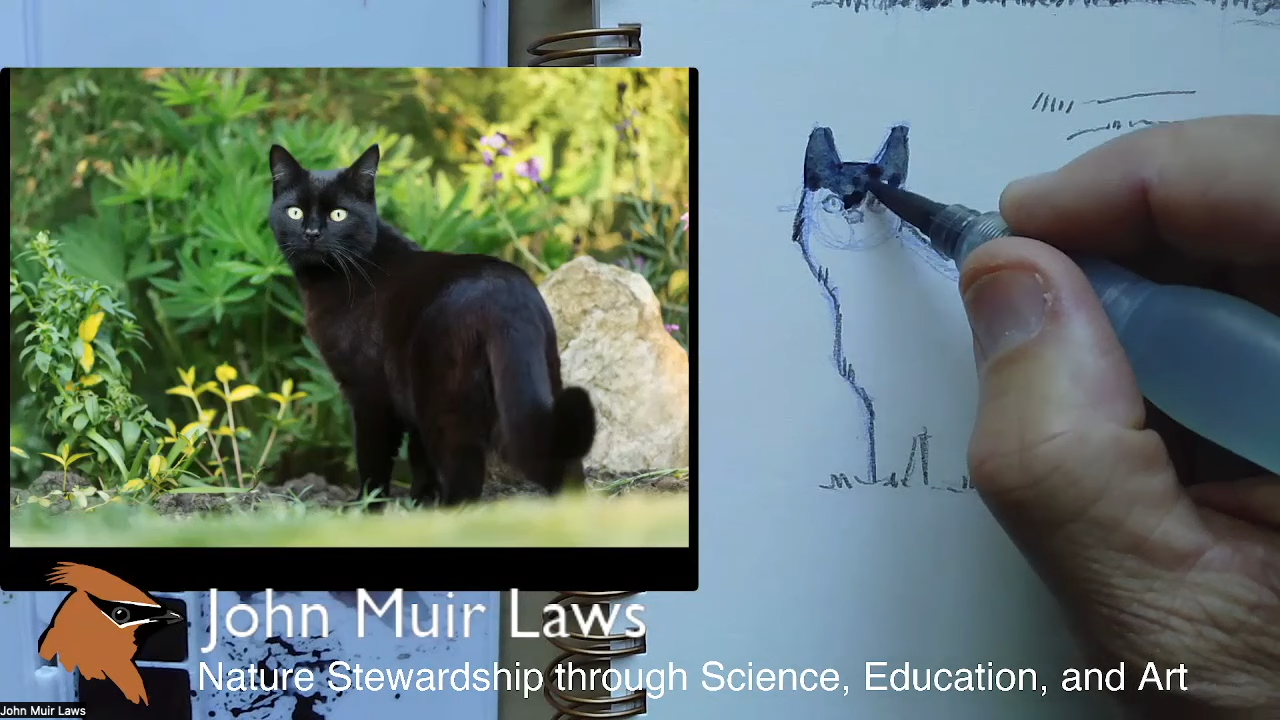 John Muir Laws
Nature Stewardship through Science, Education, and Art
John Muir Laws